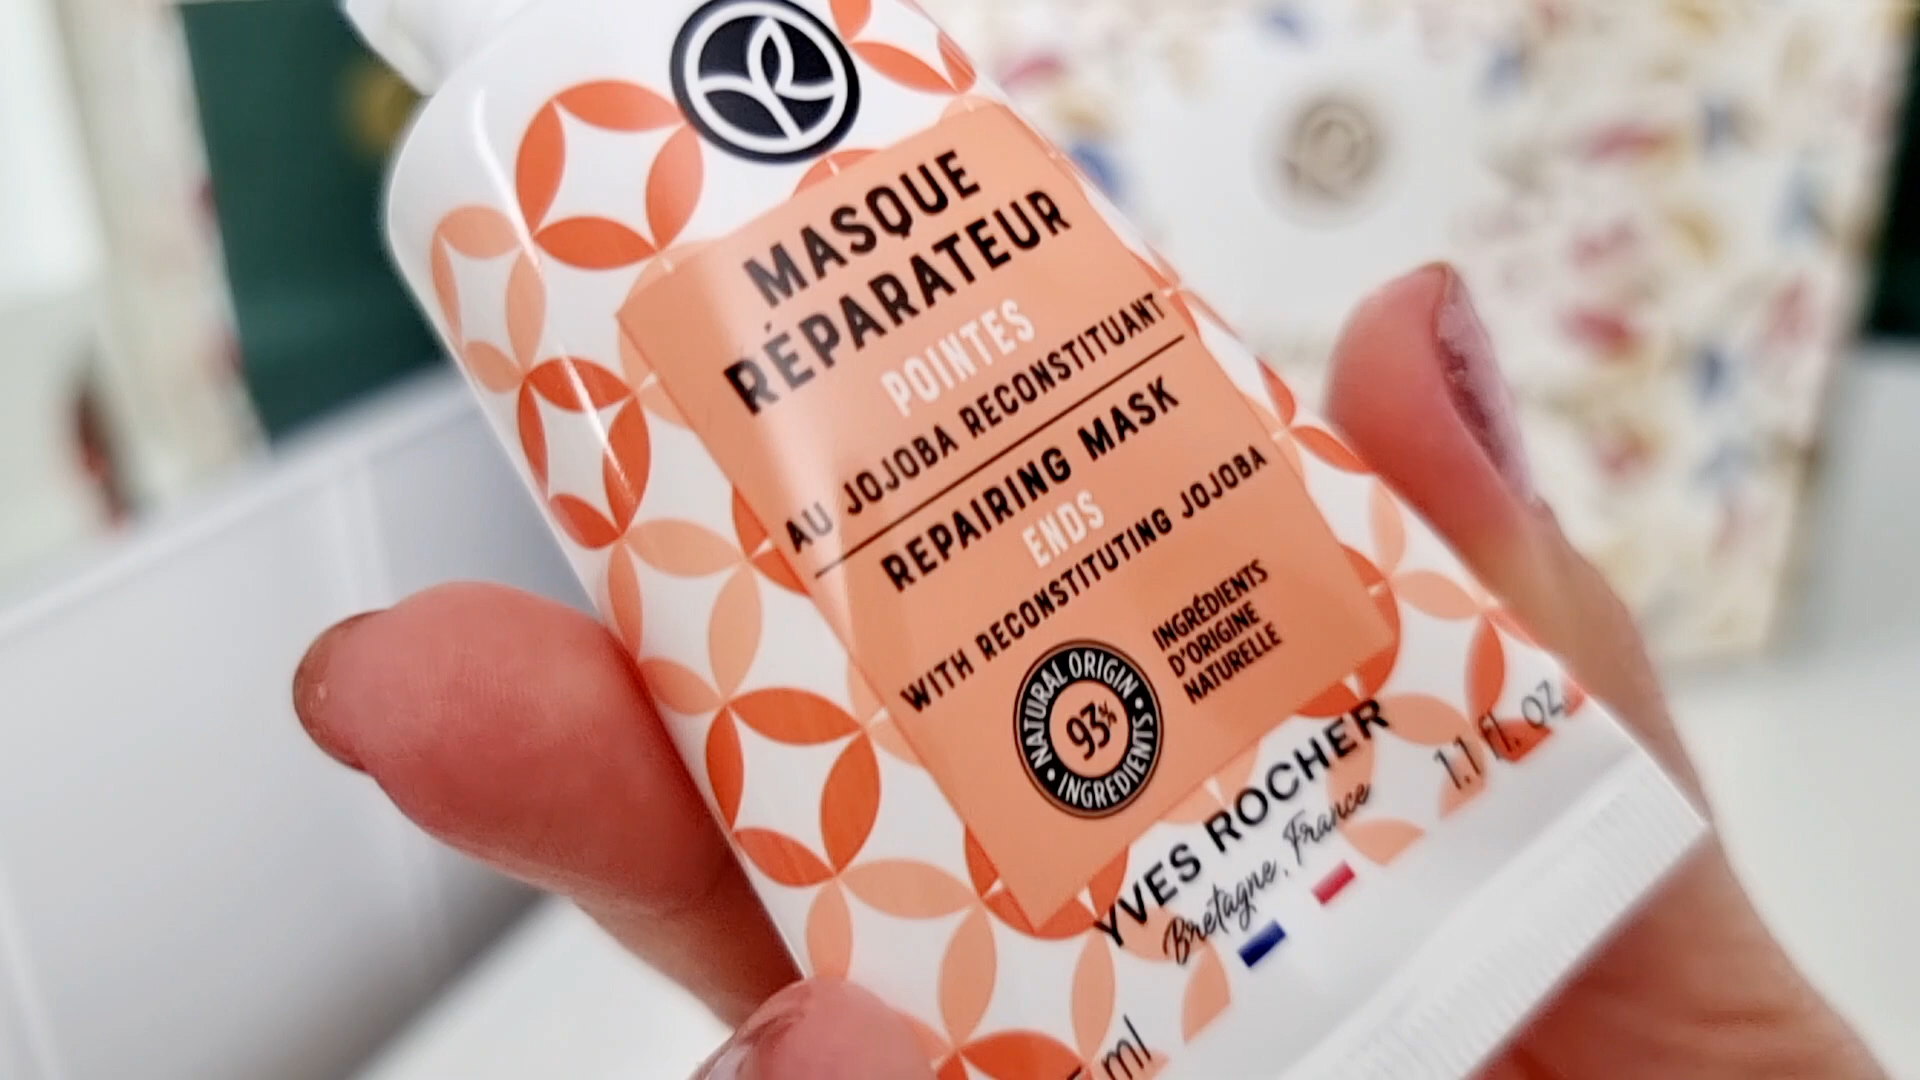 MASQUE
RÉPARATEUR
POINTES
AU JOJOBA RECONSTITUANT
REPAIRING MASK
ENDS
WITH RECONSTITUTING JOJOBA
NATURAL ORIGIN
93%
INGREDIENTS
INGRÉDIENTS
D'ORIGINE
NATURELLE
YVES ROCHER
Bretagne, France
ml
1.1 fl. oz